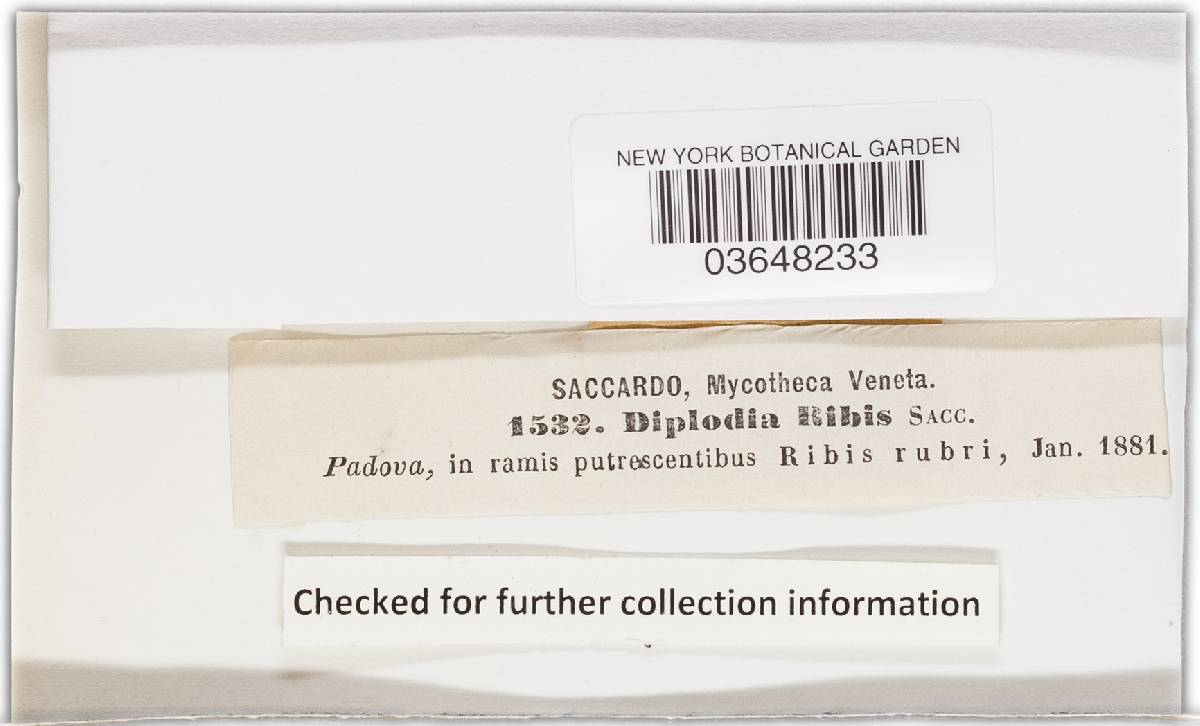 NEW YORK BOTANICAL GARDEN
03648233
SACCARDO, Mycotheca Veneta.
1532. Diplodia Ribis SACC.
Padova, in ramis putrescentibus Ribis rubri, Jan. 1881.
Checked for further collection information